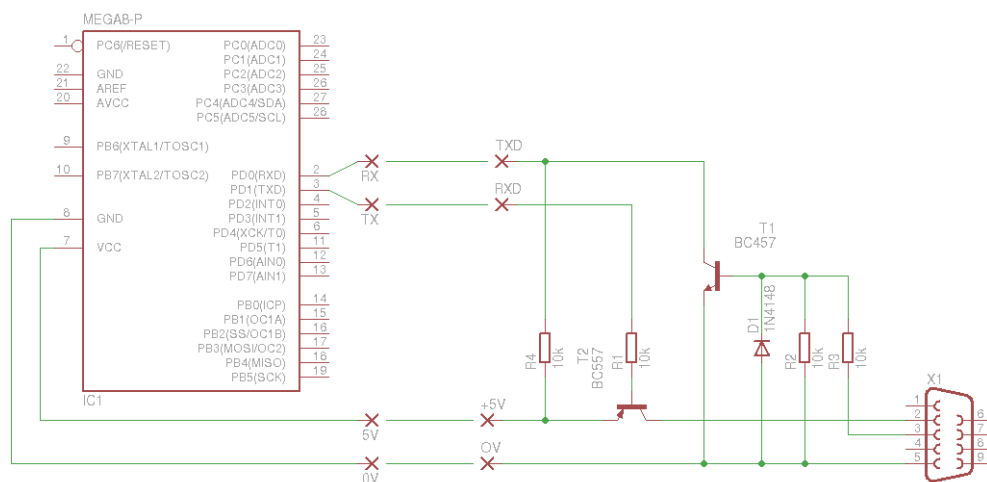 MEGA8-P
1 PC6(/RESET) PC0(ADC0) 23
PC1(ADC1) 24
22 GND PC2(ADC2) 25
21 AREF PC3(ADC3) 26
20 AVCC PC4(ADC4/SDA) 27
PC5(ADC5/SCL) 28
9 PB6(XTAL1/TOSC1)
10 PB7(XTAL2/TOSC2) PD0(RXD) 2
PD1(TXD) 3
PD2(INT0) 4
8 GND PD3(INT1) 5
PD4(XCK/T0) 6
7 VCC PD5(T1) 11
PD6(AIN0) 12
PD7(AIN1) 13
PB0(ICP) 14
PB1(OC1A) 15
PB2(SS/OC1B) 16
PB3(MOSI/OC2) 17
PB4(MISO) 18
PB5(SCK) 19
IC1
RX
TX
TXD
RXD
T1
BC457
D1
1N4148
R4
10k
T2
BC557
R1
10k
R2
10k
R3
10k
5V
+5V
0V
0V
X1
1
2
3
4
5
6
7
8
9